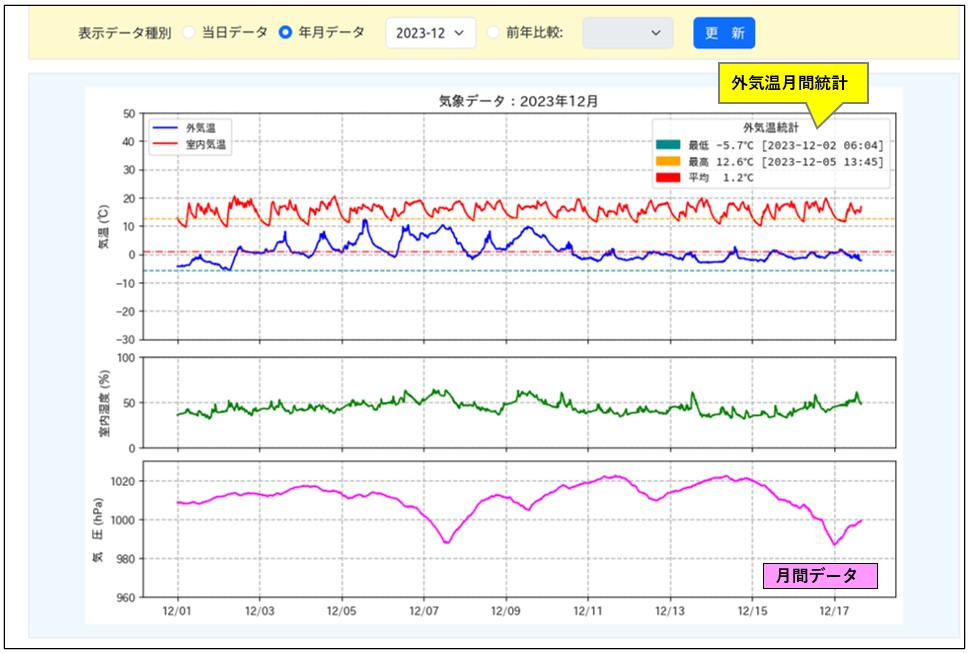 表示データ種別 当日データ 年月データ 2023-12 前年比較: 更 新
外気温月間統計
気象データ：2023年12月
外気温
室内気温
外気温統計
最低 -5.7℃ [2023-12-02 06:04]
最高 12.6℃ [2023-12-05 13:45]
平均 1.2℃
気温 (℃)
50
40
30
20
10
0
−10
−20
−30
室内湿度 (%)
100
50
0
気 圧 (hPa)
1020
1000
980
960
月間データ
12/01 12/03 12/05 12/07 12/09 12/11 12/13 12/15 12/17